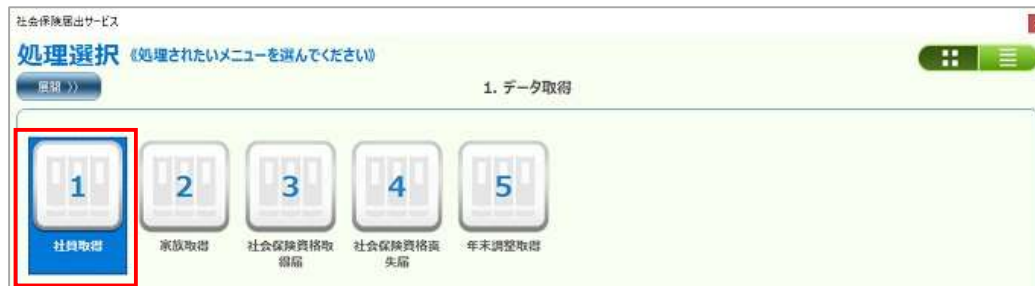 社会保険届出サービス
処理選択 《処理されたいメニューを選んでください》
展開 》
1. データ取得
1
2
3
4
5
社員取得
家族取得
社会保険資格取
得届
社会保険資格喪
失届
年末調整取得